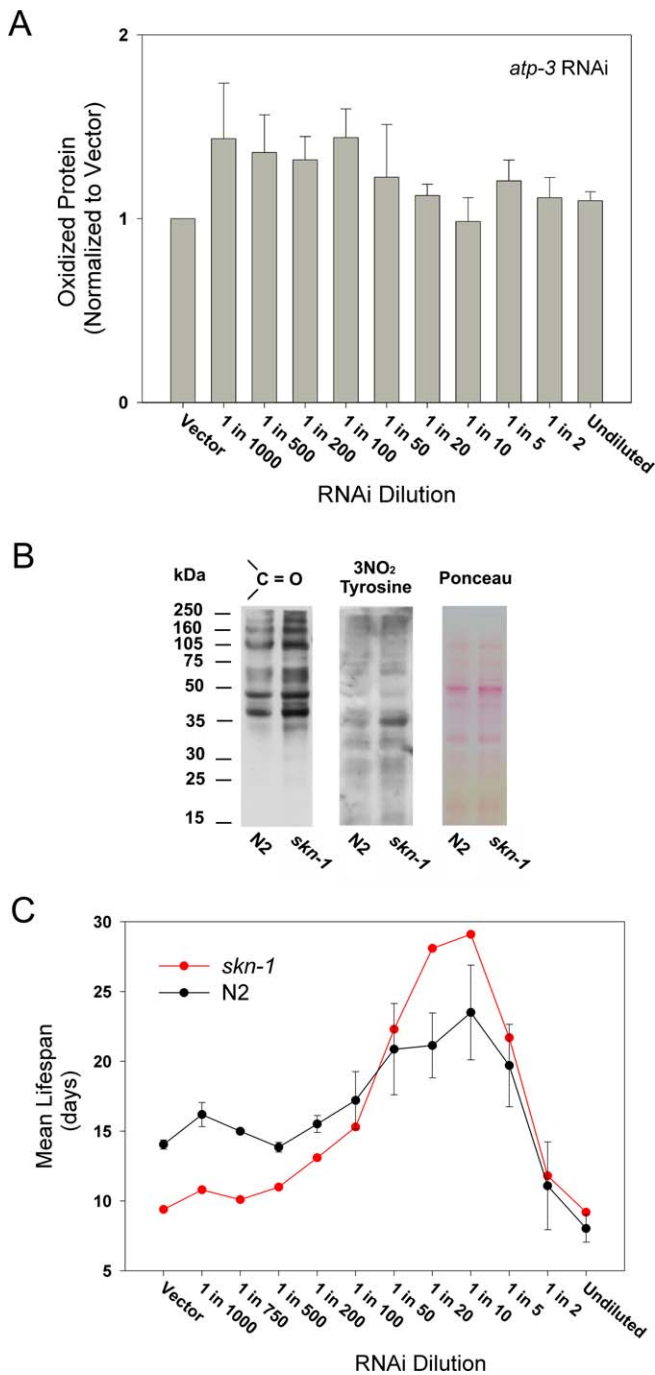 A
2
1
0
Oxidized Protein
(Normalized to Vector)
atp-3 RNAi
Vector
1 in 1000
1 in 500
1 in 200
1 in 100
1 in 50
1 in 20
1 in 10
1 in 5
1 in 2
Undiluted
RNAi Dilution
B
kDa
C = O
3NO₂
Tyrosine
Ponceau
250
160
105
75
50
35
30
25
15
N2
skn-1
N2
skn-1
N2
skn-1
C
30
25
20
15
10
5
Mean Lifespan
(days)
skn-1
N2
Vector
1 in 1000
1 in 750
1 in 500
1 in 200
1 in 100
1 in 50
1 in 20
1 in 10
1 in 5
1 in 2
Undiluted
RNAi Dilution